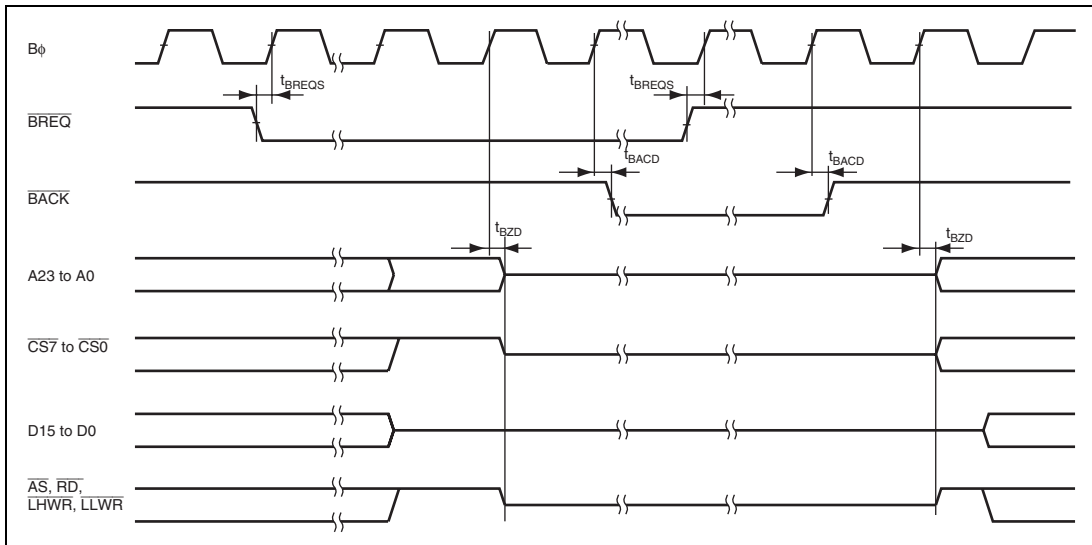 Bϕ
tBREQS
tBREQS
BREQ
tBACD
tBACD
BACK
tBZD
tBZD
A23 to A0
CS7 to CS0
D15 to D0
AS, RD,
LHWR, LLWR